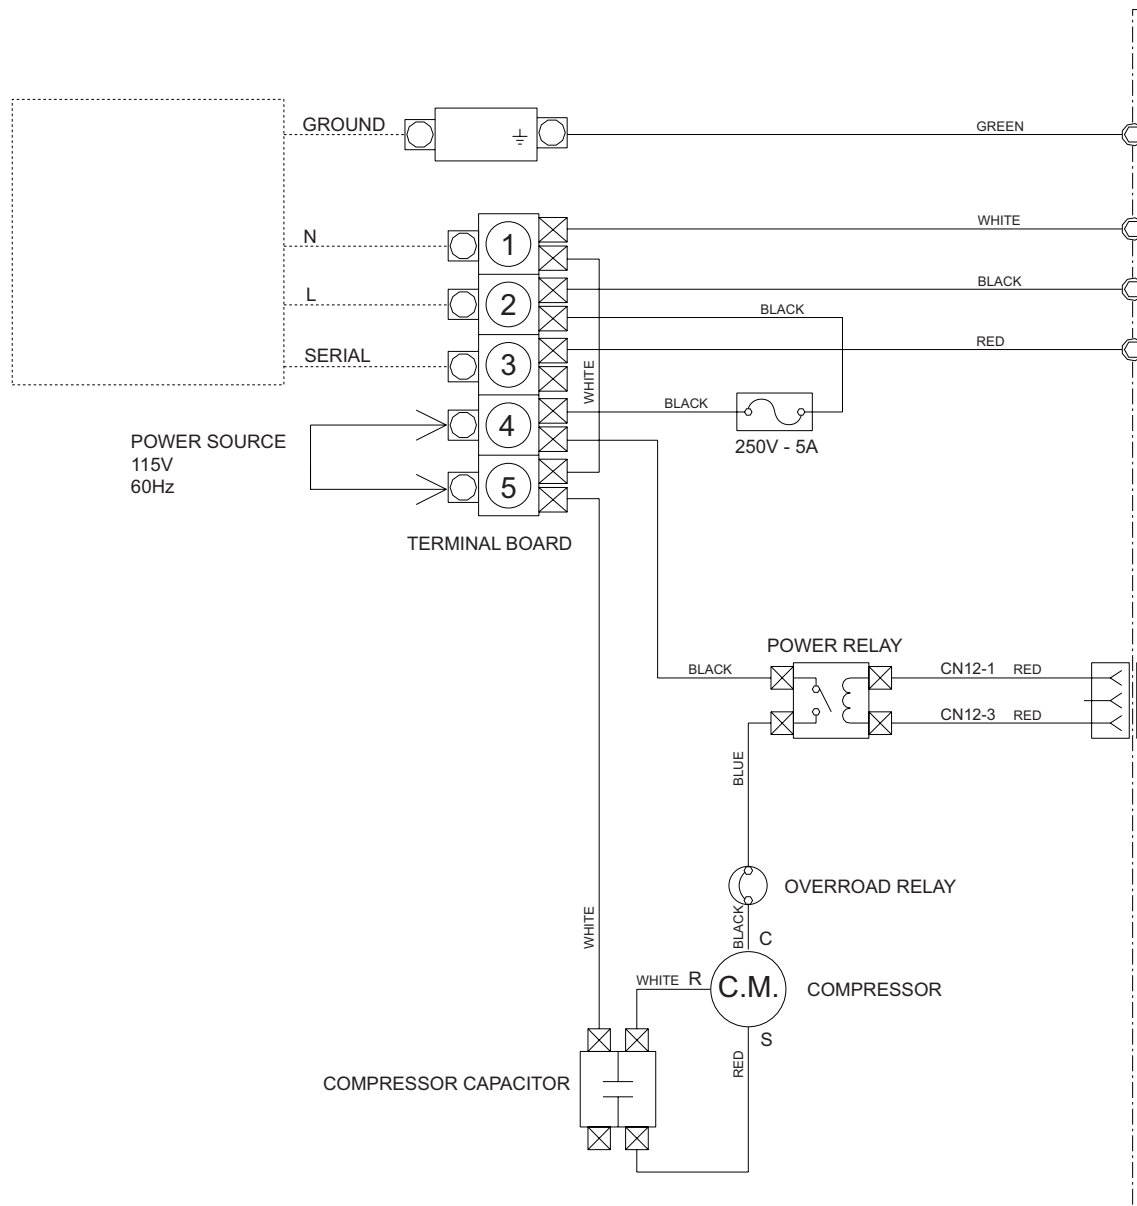 GROUND
GREEN
N
1
WHITE
L
2
BLACK
BLACK
SERIAL
3
RED
WHITE
4
BLACK
250V - 5A
POWER SOURCE
115V
60Hz
5
TERMINAL BOARD
POWER RELAY
BLACK
CN12-1 RED
CN12-3 RED
BLUE
OVERROAD RELAY
WHITE
BLACK
C
WHITE R
C.M.
COMPRESSOR
S
RED
COMPRESSOR CAPACITOR